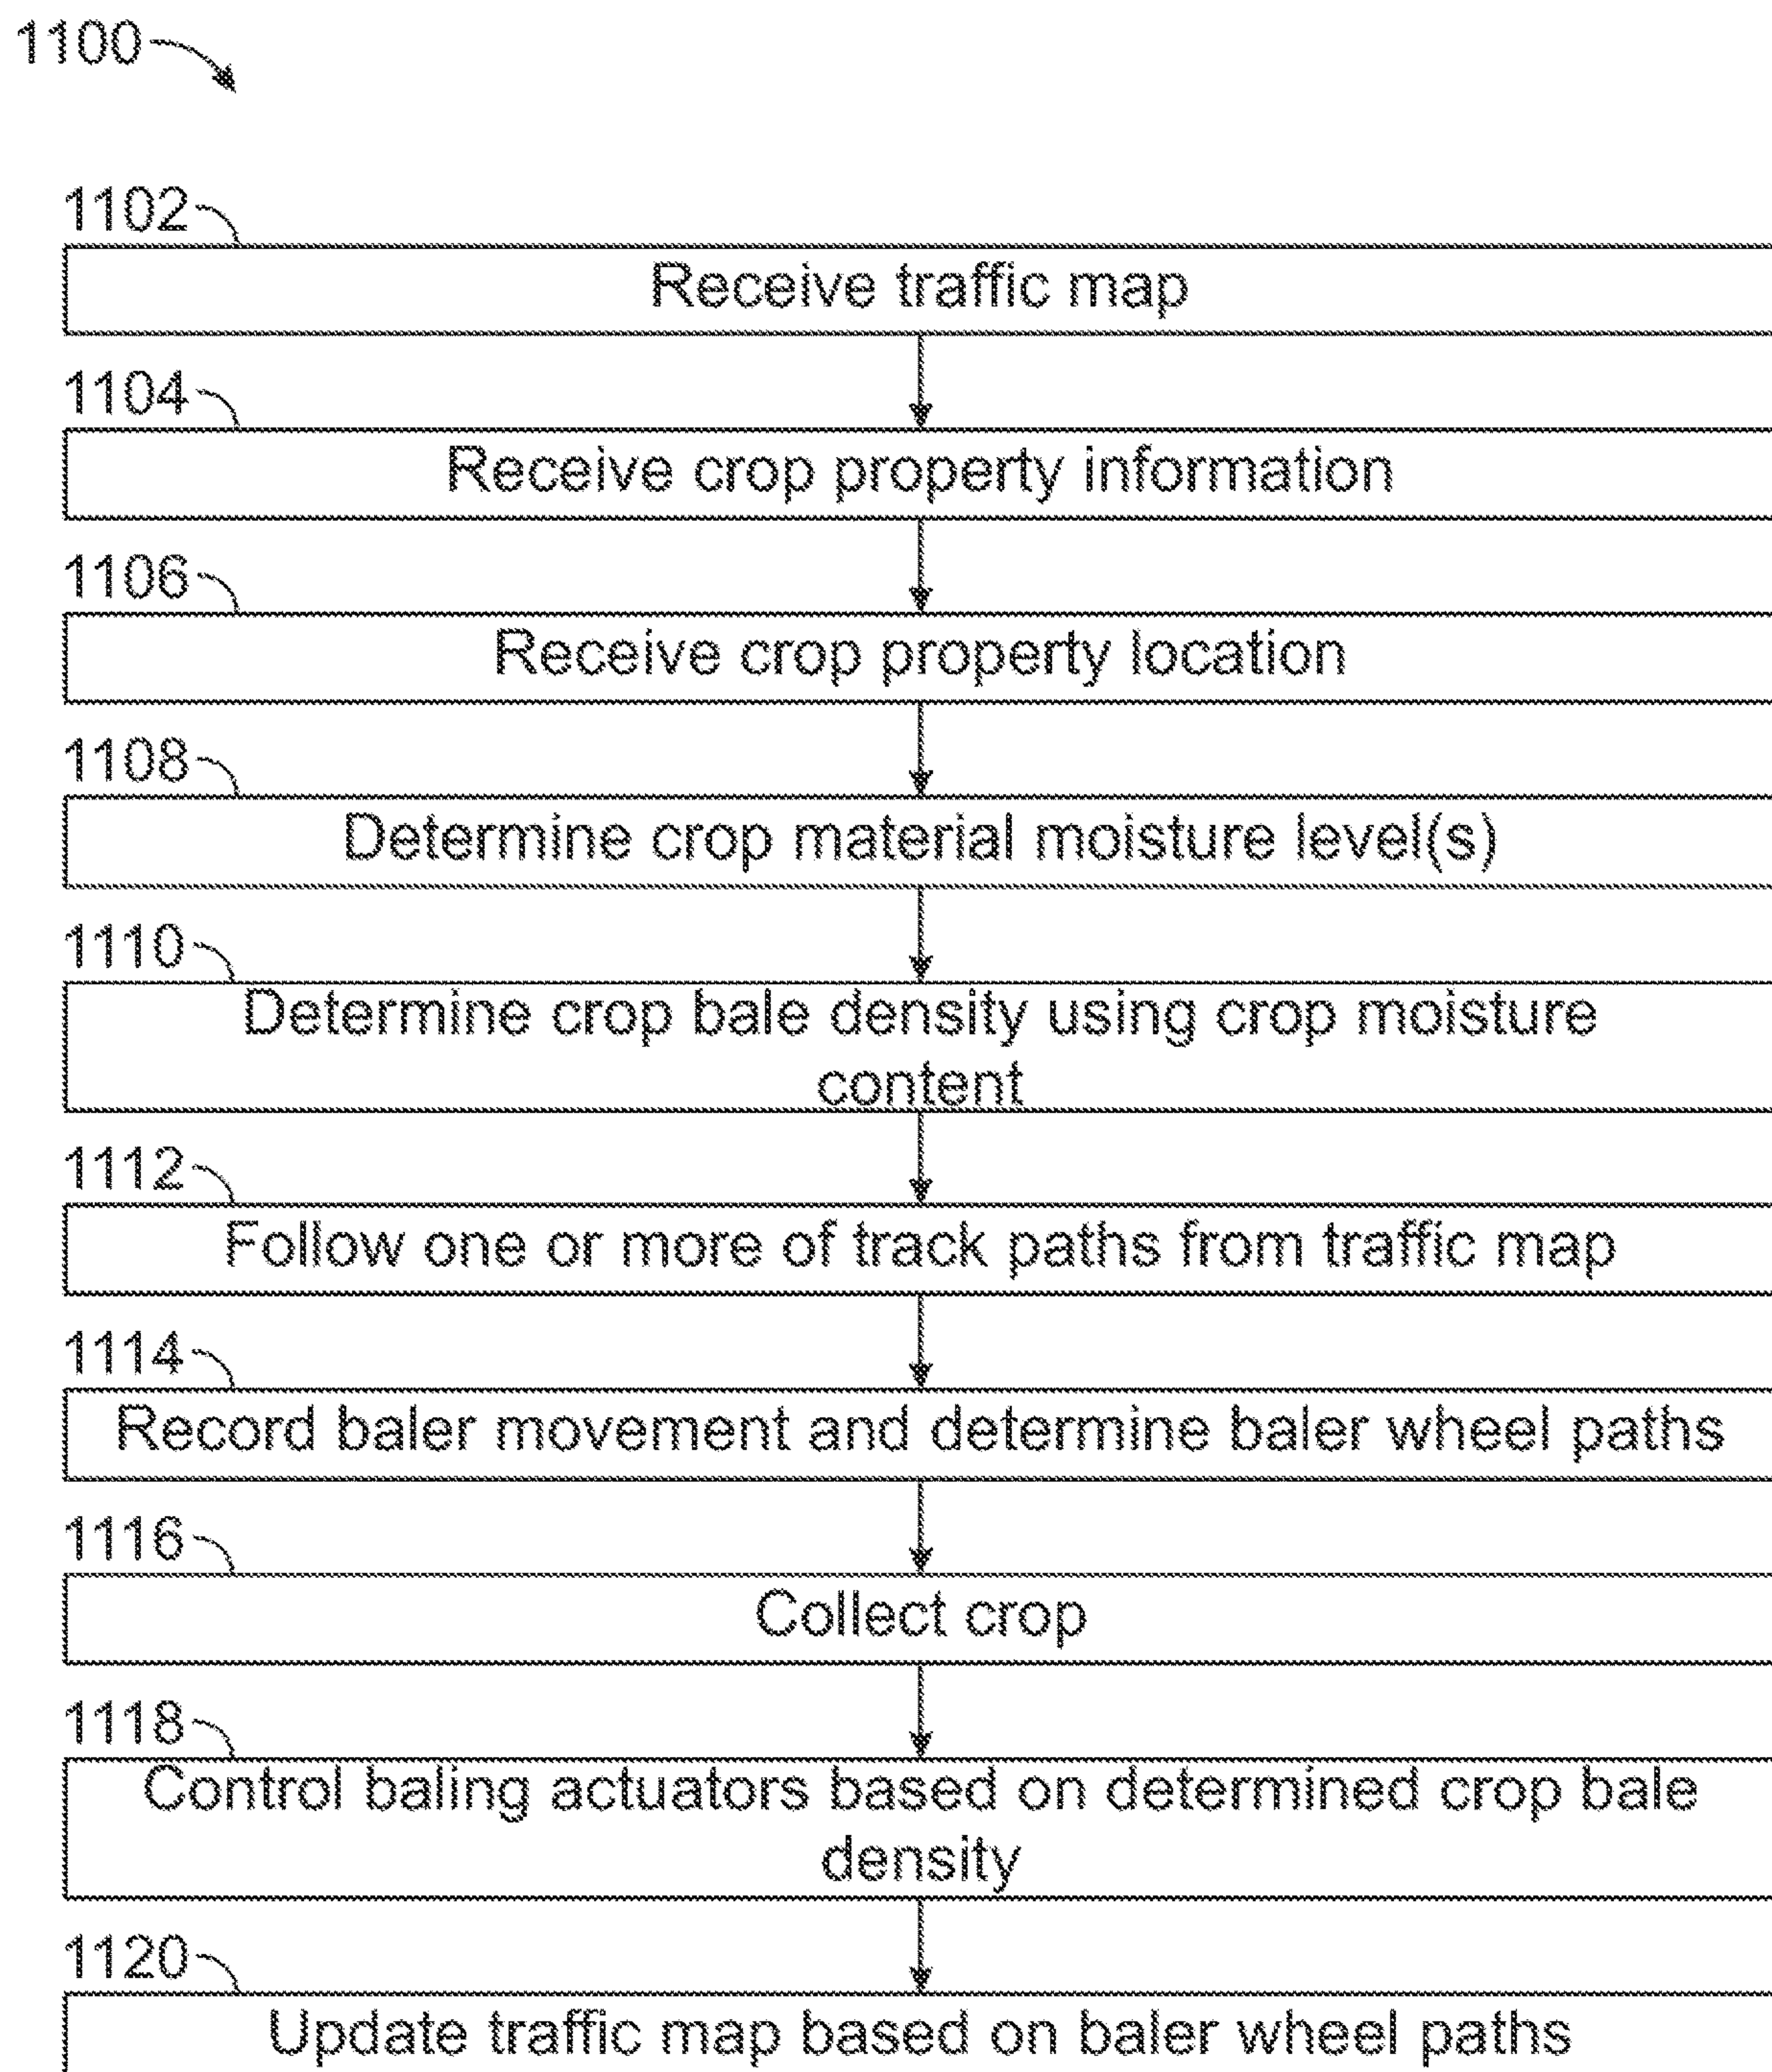 1100
1102
Receive traffic map
1104
Receive crop property information
1106
Receive crop property location
1108
Determine crop material moisture level(s)
1110
Determine crop bale density using crop moisture
content
1112
Follow one or more of track paths from traffic map
1114
Record baler movement and determine baler wheel paths
1116
Collect crop
1118
Control baling actuators based on determined crop bale
density
1120
Update traffic map based on baler wheel paths